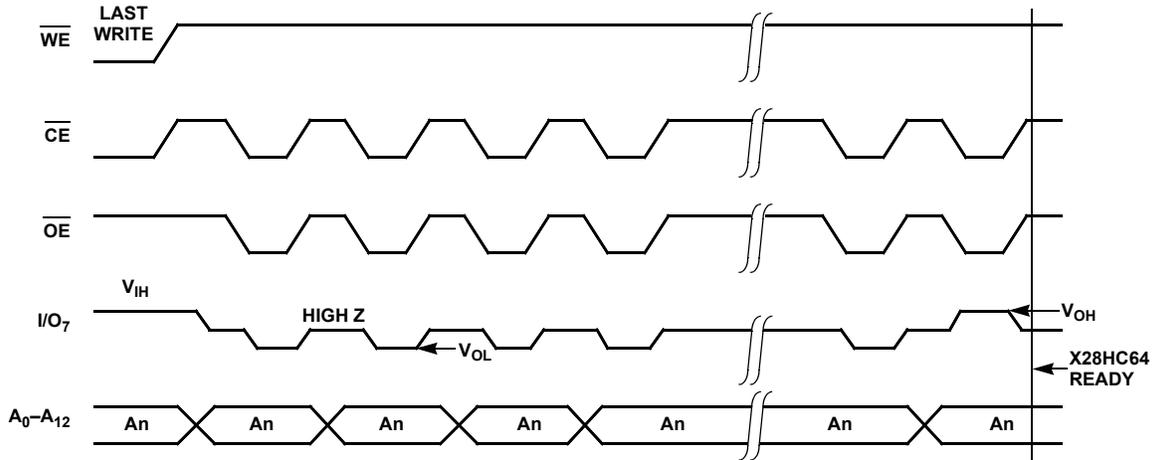 LAST
WRITE
WE
CE
OE
VIH
I/O7
HIGH Z
VOL
VOH
X28HC64
READY
A0–A12
An An An An An An An